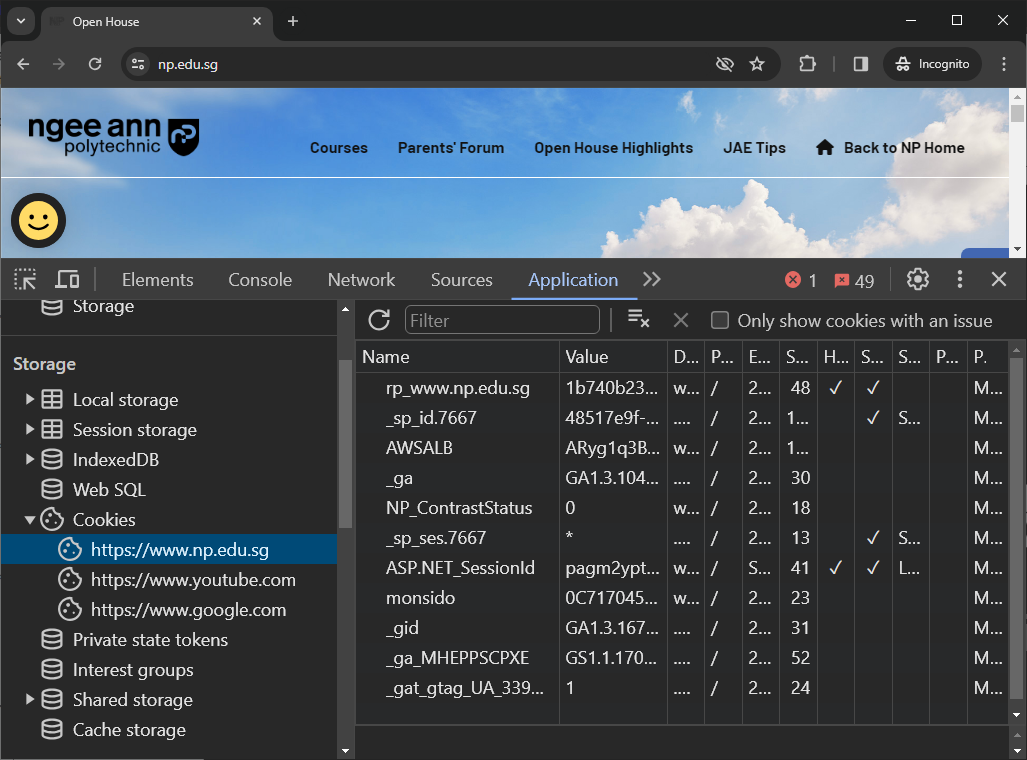 Open House
np.edu.sg
Incognito
ngee ann
polytechnic
Courses Parents' Forum Open House Highlights JAE Tips Back to NP Home
Elements Console Network Sources Application 1 49
Storage
Filter
Only show cookies with an issue
Storage
Local storage
Session storage
IndexedDB
Web SQL
Cookies
https://www.np.edu.sg
https://www.youtube.com
https://www.google.com
Private state tokens
Interest groups
Shared storage
Cache storage
Name Value D... P... E... S... H... S... S... P... P.
rp_www.np.edu.sg 1b740b23... w... / 2... 48 ✓ ✓ M...
_sp_id.7667 48517e9f-... .... / 2... 1... ✓ S... M...
AWSALB ARyg1q3B... w... / 2... 1... M...
_ga GA1.3.104... .... / 2... 30 M...
NP_ContrastStatus 0 w... / 2... 18 M...
_sp_ses.7667 * .... / 2... 13 ✓ S... M...
ASP.NET_SessionId pagm2ypt... w... / S... 41 ✓ ✓ L... M...
monsido 0C717045... w... / 2... 23 M...
_gid GA1.3.167... .... / 2... 31 M...
_ga_MHEPPSCPXE GS1.1.170... .... / 2... 52 M...
_gat_gtag_UA_339... 1 .... / 2... 24 M...